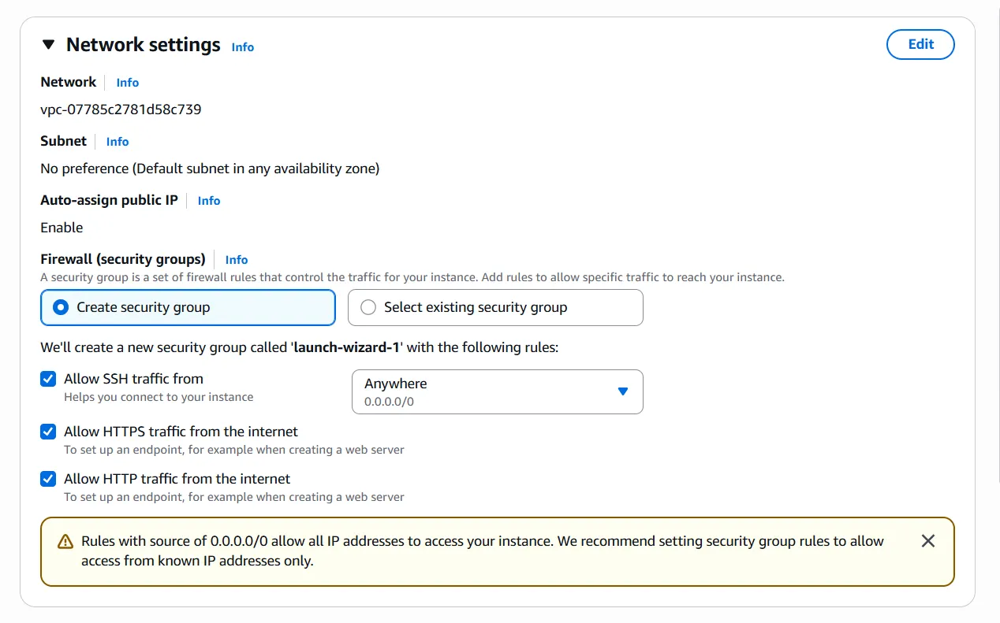 Network settings Info
Edit
Network Info
vpc-07785c2781d58c739
Subnet Info
No preference (Default subnet in any availability zone)
Auto-assign public IP Info
Enable
Firewall (security groups) Info
A security group is a set of firewall rules that control the traffic for your instance. Add rules to allow specific traffic to reach your instance.
Create security group
Select existing security group
We'll create a new security group called 'launch-wizard-1' with the following rules:
Allow SSH traffic from
Helps you connect to your instance
Anywhere
0.0.0.0/0
Allow HTTPS traffic from the internet
To set up an endpoint, for example when creating a web server
Allow HTTP traffic from the internet
To set up an endpoint, for example when creating a web server
Rules with source of 0.0.0.0/0 allow all IP addresses to access your instance. We recommend setting security group rules to allow
access from known IP addresses only.